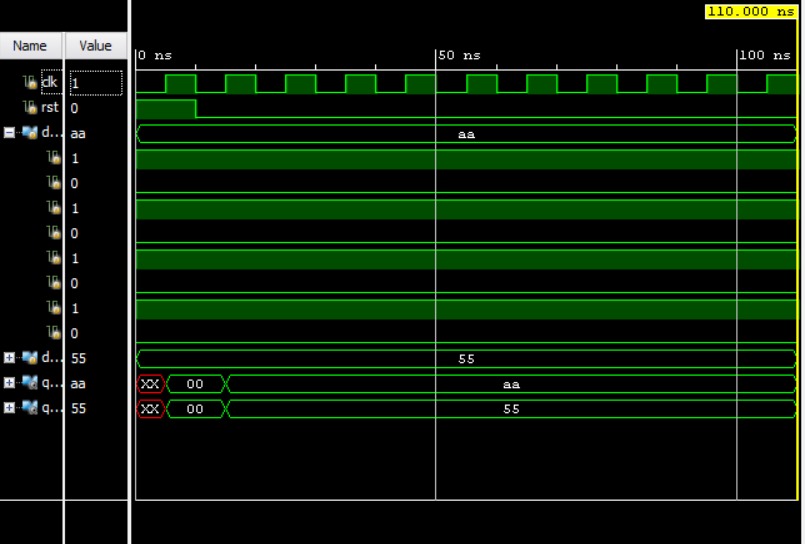 110.000 ns
Name Value
0 ns 50 ns 100 ns
clk 1
rst 0
d... aa aa
1
0
1
0
1
0
1
0
d... 55 55
q... aa XX 00 aa
q... 55 XX 00 55